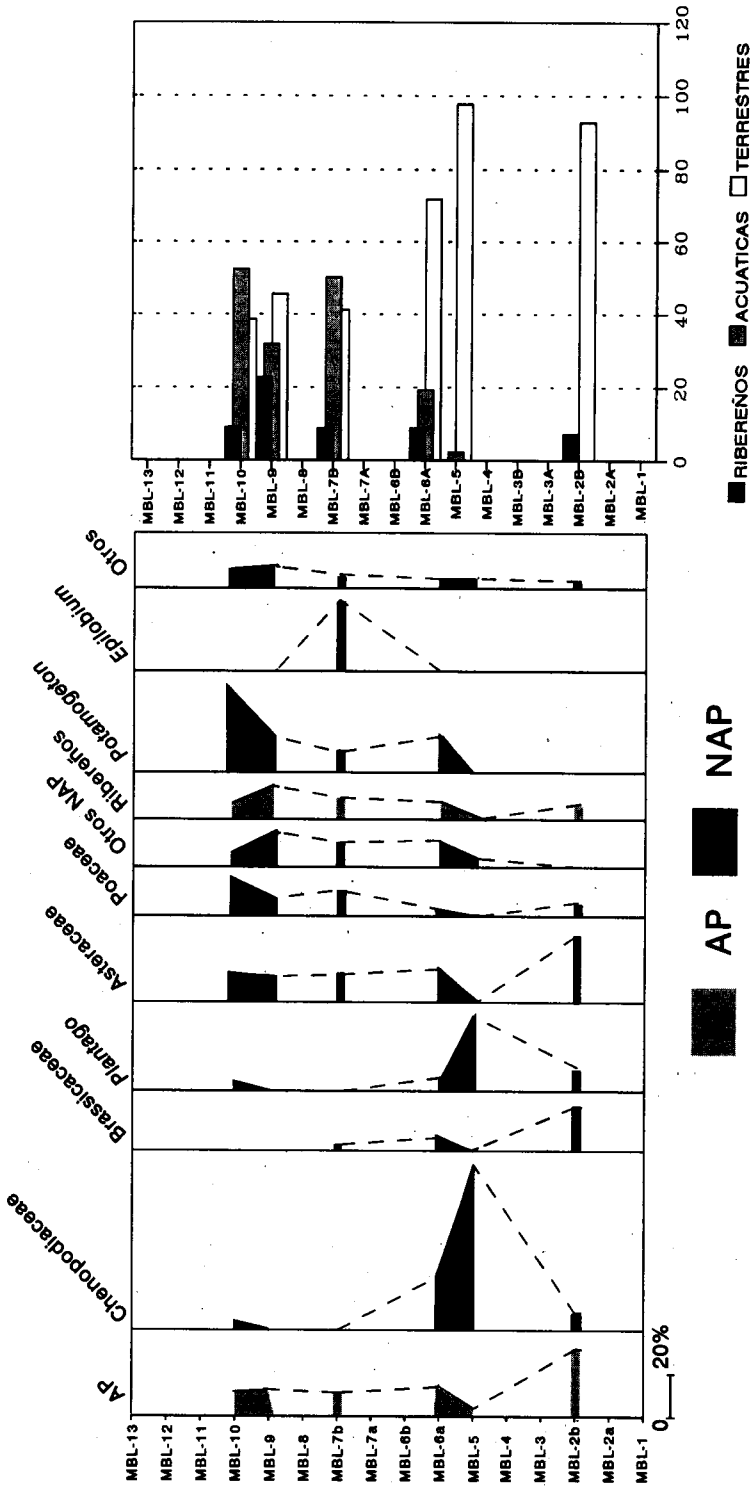 MBL-13
MBL-12
MBL-11
MBL-10
MBL-9
MBL-8
MBL-7b
MBL-7a
MBL-6b
MBL-6a
MBL-5
MBL-4
MBL-3
MBL-2b
MBL-2a
MBL-1
0 20%
AP
Chenopodiaceae
Brassicaceae
Plantago
Asteraceae
Poaceae
Otros NAP
Ribereños
Potamogeton
Epilobium
Otros
AP
NAP
MBL-13
MBL-12
MBL-11
MBL-10
MBL-9
MBL-8
MBL-7B
MBL-7A
MBL-6B
MBL-6A
MBL-5
MBL-4
MBL-3B
MBL-3A
MBL-2B
MBL-2A
MBL-1
0 20 40 60 80 100 120
RIBEREÑOS ACUATICAS TERRESTRES